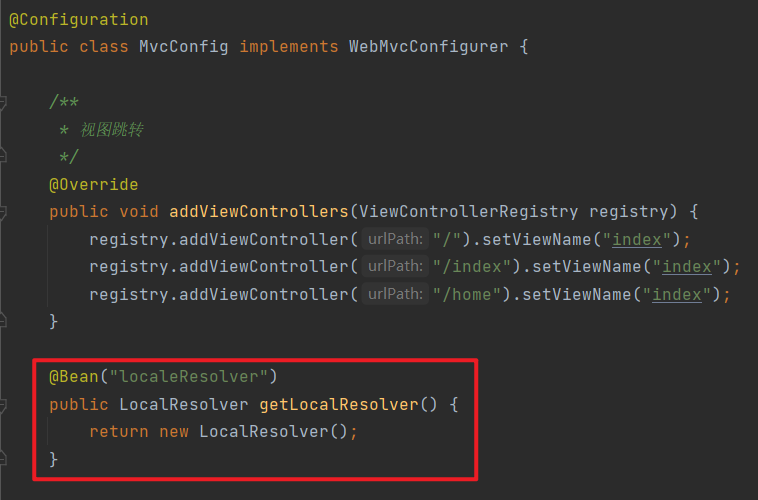 @Configuration
public class MvcConfig implements WebMvcConfigurer {
/**
* 视图跳转
*/
@Override
public void addViewControllers(ViewControllerRegistry registry) {
registry.addViewController( urlPath: "/").setViewName("index");
registry.addViewController( urlPath: "/index").setViewName("index");
registry.addViewController( urlPath: "/home").setViewName("index");
}
@Bean("localeResolver")
public LocalResolver getLocalResolver() {
return new LocalResolver();
}